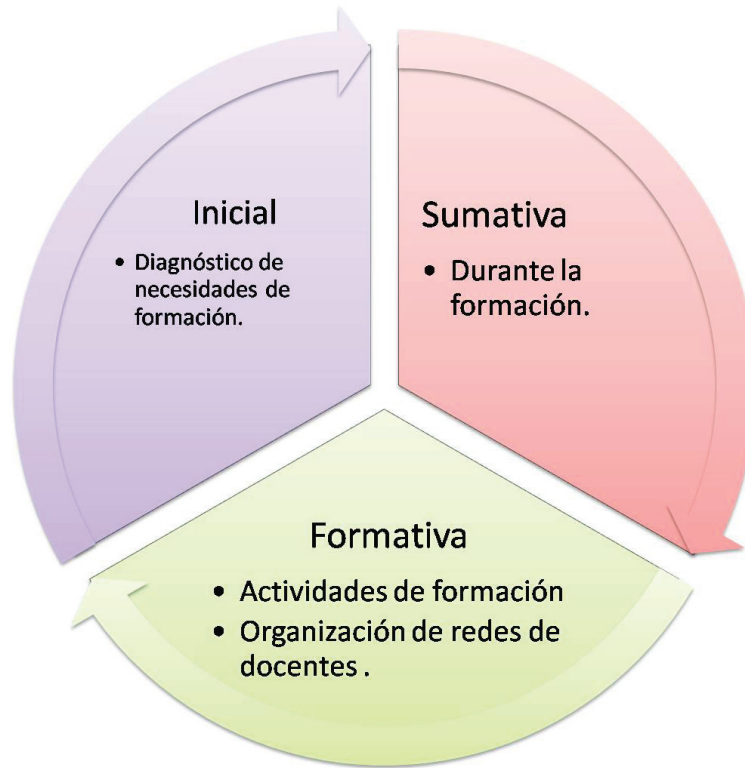 Inicial
• Diagnóstico de
necesidades de
formación.
Sumativa
• Durante la
formación.
Formativa
• Actividades de formación
• Organización de redes de
docentes .